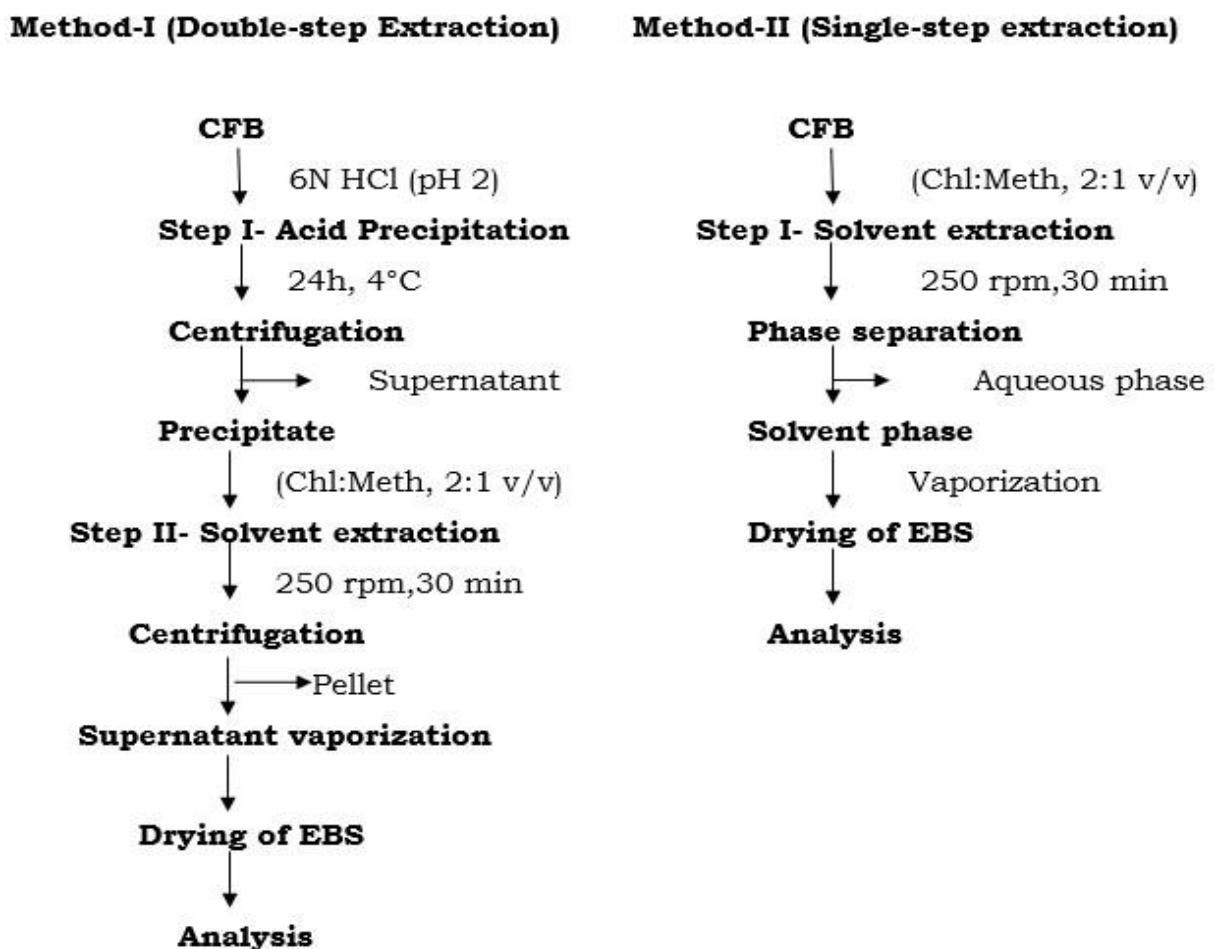 Method-I (Double-step Extraction)
CFB
6N HCl (pH 2)
Step I- Acid Precipitation
24h, 4°C
Centrifugation
Supernatant
Precipitate
(Chl:Meth, 2:1 v/v)
Step II- Solvent extraction
250 rpm,30 min
Centrifugation
Pellet
Supernatant vaporization
Drying of EBS
Analysis
Method-II (Single-step extraction)
CFB
(Chl:Meth, 2:1 v/v)
Step I- Solvent extraction
250 rpm,30 min
Phase separation
Aqueous phase
Solvent phase
Vaporization
Drying of EBS
Analysis